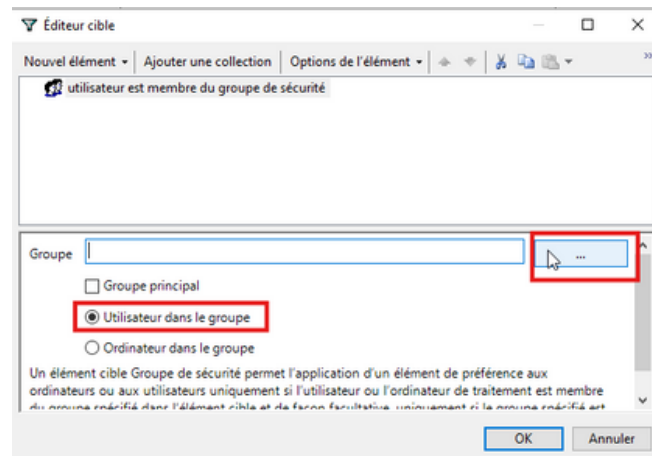 Éditeur cible
Nouvel élément Ajouter une collection Options de l'élément
utilisateur est membre du groupe de sécurité
Groupe ...
Groupe principal
Utilisateur dans le groupe
Ordinateur dans le groupe
Un élément cible Groupe de sécurité permet l'application d'un élément de préférence aux
ordinateurs ou aux utilisateurs uniquement si l'utilisateur ou l'ordinateur de traitement est membre
du groupe spécifié dans l'élément cible et de façon facultative, uniquement si le groupe spécifié est
OK Annuler